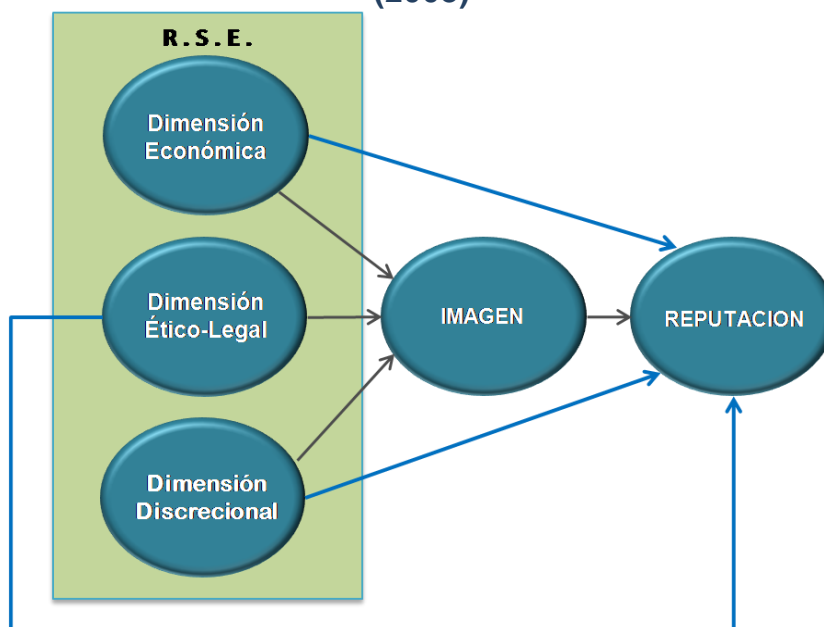 R.S.E.
Dimensión
Económica
Dimensión
Ético-Legal
IMAGEN
REPUTACION
Dimensión
Discrecional